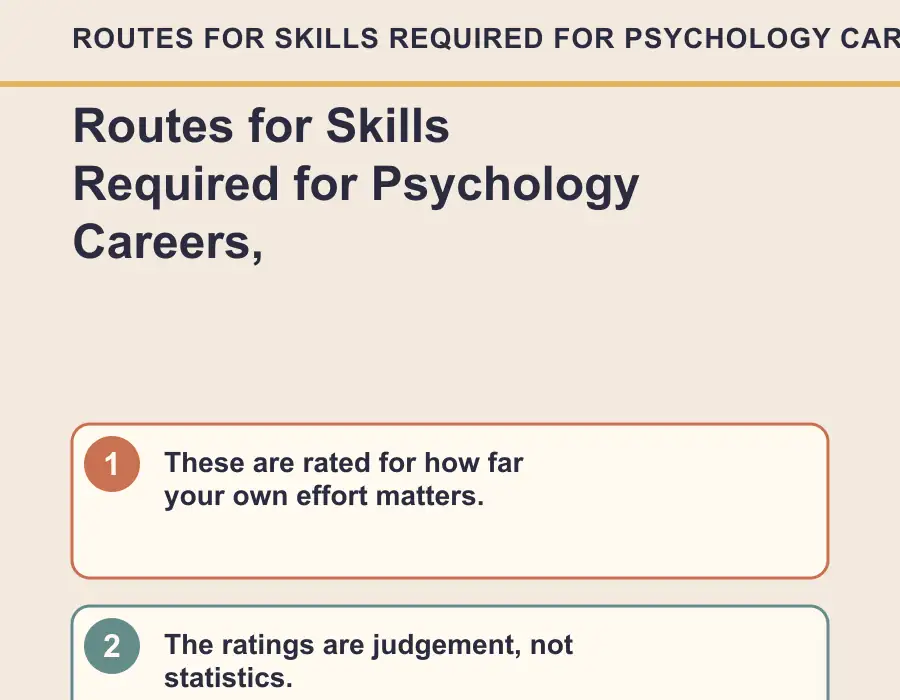 ROUTES FOR SKILLS REQUIRED FOR PSYCHOLOGY CAR
Routes for Skills
Required for Psychology
Careers,
1
These are rated for how far
your own effort matters.
2
The ratings are judgement, not
statistics.